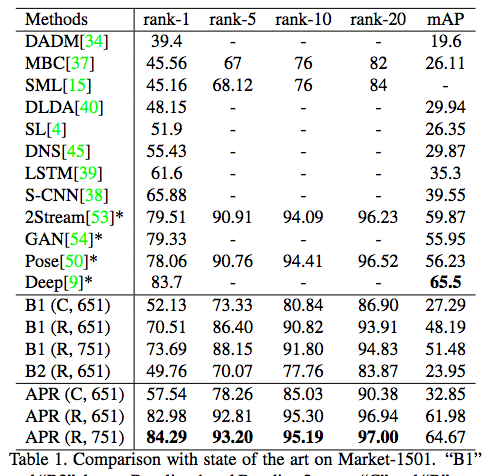 Methods rank-1 rank-5 rank-10 rank-20 mAP
DADM[34] 39.4 - - - 19.6
MBC[37] 45.56 67 76 82 26.11
SML[15] 45.16 68.12 76 84 -
DLDA[40] 48.15 - - - 29.94
SL[4] 51.9 - - - 26.35
DNS[45] 55.43 - - - 29.87
LSTM[39] 61.6 - - - 35.3
S-CNN[38] 65.88 - - - 39.55
2Stream[53]* 79.51 90.91 94.09 96.23 59.87
GAN[54]* 79.33 - - - 55.95
Pose[50]* 78.06 90.76 94.41 96.52 56.23
Deep[9]* 83.7 - - - 65.5
B1 (C, 651) 52.13 73.33 80.84 86.90 27.29
B1 (R, 651) 70.51 86.40 90.82 93.91 48.19
B1 (R, 751) 73.69 88.15 91.80 94.83 51.48
B2 (R, 651) 49.76 70.07 77.76 83.87 23.95
APR (C, 651) 57.54 78.26 85.03 90.38 32.85
APR (R, 651) 82.98 92.81 95.30 96.94 61.98
APR (R, 751) 84.29 93.20 95.19 97.00 64.67
Table 1. Comparison with state of the art on Market-1501. “B1”